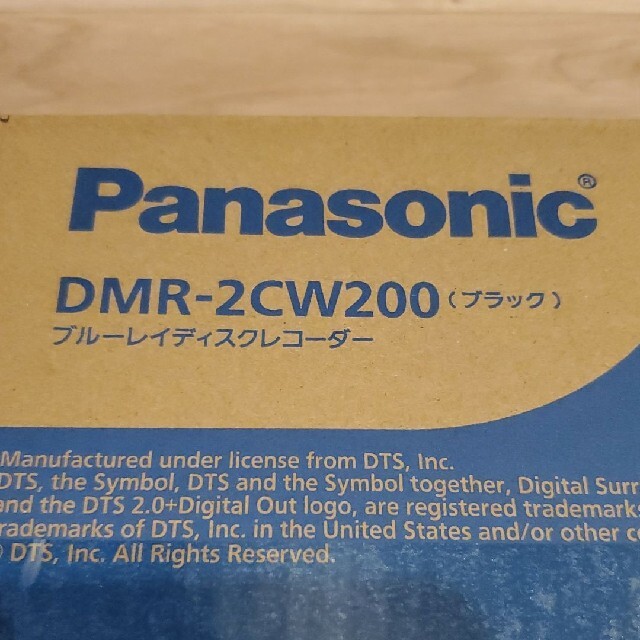 Panasonic®
DMR-2CW200（ブラック）
ブルーレイディスクレコーダー
Manufactured under license from DTS, Inc.
DTS, the Symbol, DTS and the Symbol together, Digital
and the DTS 2.0+Digital Out logo, are registered trademarks
trademarks of DTS, Inc. in the United States and/or other
DTS, Inc. All Rights Reserved.